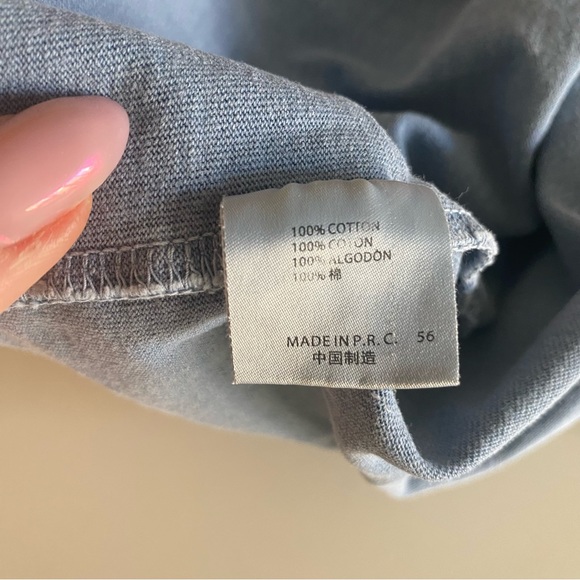 100% COTTON
100% COTON
100% ALGODÓN
100% 棉
MADE IN P.R.C. 56
中国制造